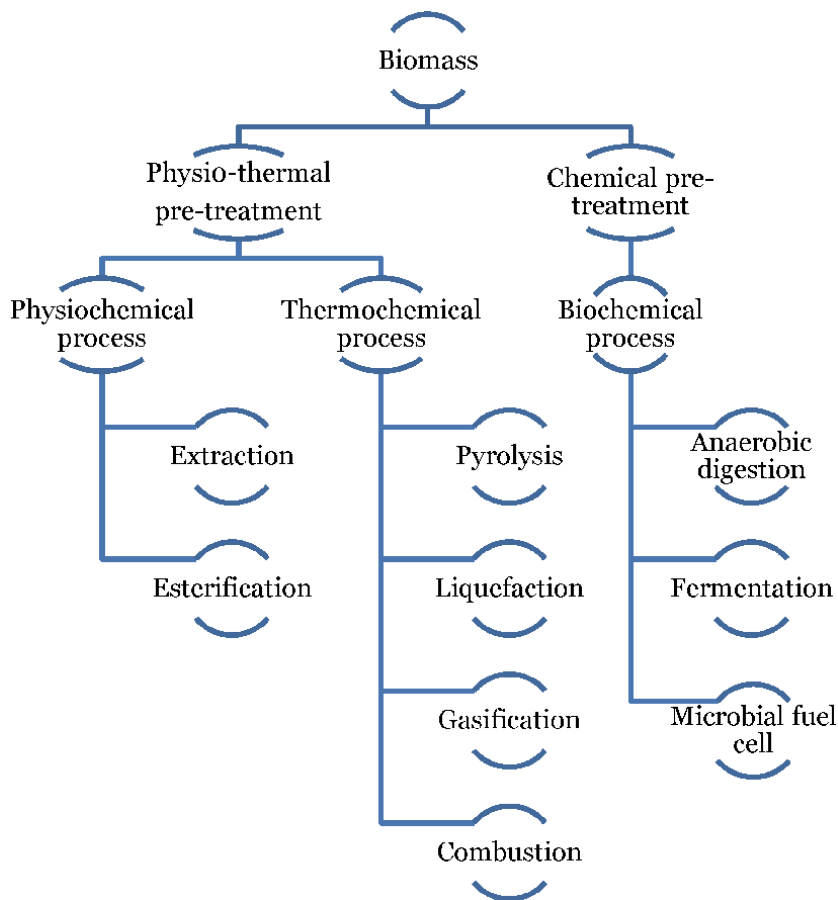 Biomass
Physio-thermal
pre-treatment
Chemical pre-
treatment
Physiochemical
process
Thermochemical
process
Biochemical
process
Extraction
Pyrolysis
Anaerobic
digestion
Esterification
Liquefaction
Fermentation
Gasification
Microbial fuel
cell
Combustion